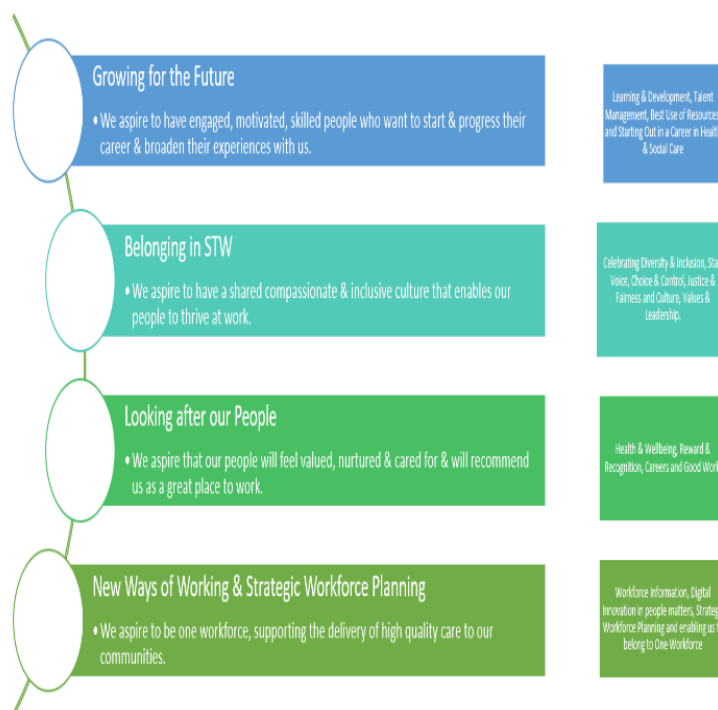 Growing for the Future
• We aspire to have engaged, motivated, skilled people who want to start & progress their
career & broaden their experiences with us.
Learning & Development, Talent
Management, Best Use of Resources
and Starting Out in a Career in Healt
& Social Care
Belonging in STW
• We aspire to have a shared compassionate & inclusive culture that enables our
people to thrive at work.
Celebrating Diversity & Inclusion, Sta
Voice, Choice & Control, Justice &
Fairness and Culture, Values &
Leadership.
Looking after our People
• We aspire that our people will feel valued, nurtured & cared for & will recommend
us as a great place to work.
Health & Wellbeing, Reward &
Recognition, Careers and Good Work
New Ways of Working & Strategic Workforce Planning
• We aspire to be one workforce, supporting the delivery of high quality care to our
communities.
Workforce Information, Digital
Innovation in people matters, Strateg
Workforce Planning and enabling us t
belong to One Workforce